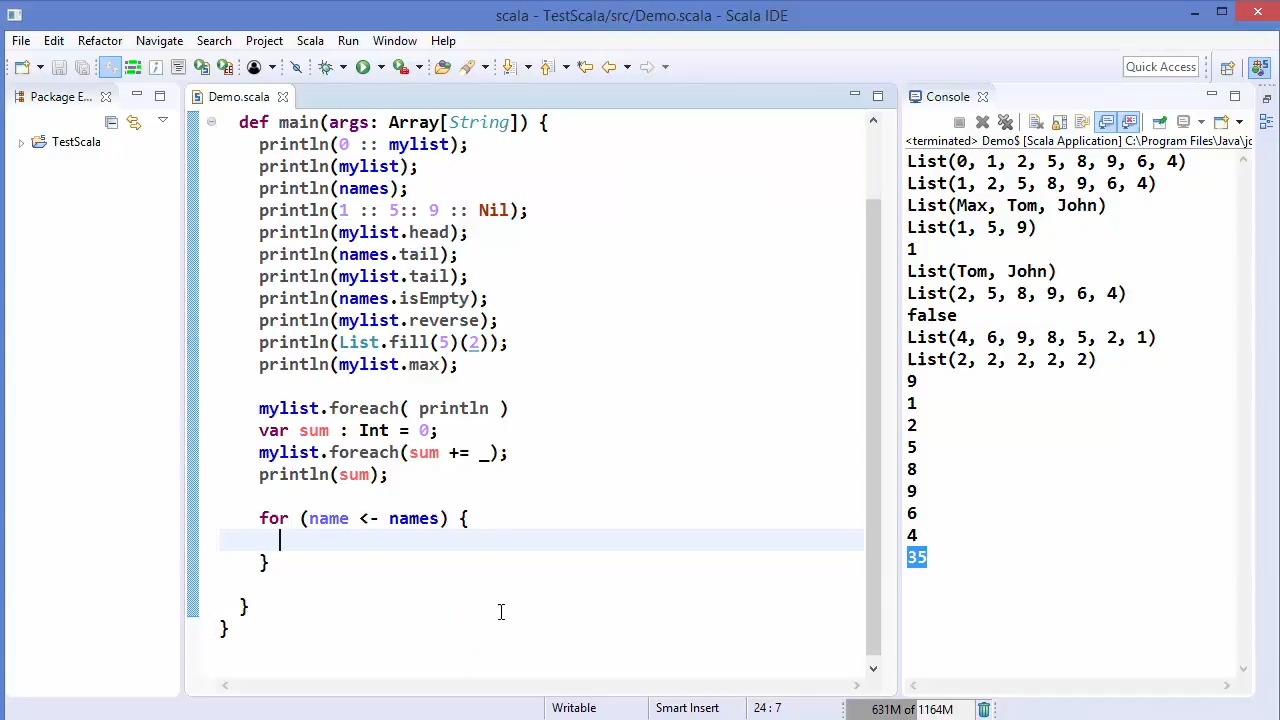 scala - TestScala/src/Demo.scala - Scala IDE
File Edit Refactor Navigate Search Project Scala Run Window Help
Quick Access
Package E...
TestScala
Demo.scala
def main(args: Array[String]) {
println(0 :: mylist);
println(mylist);
println(names);
println(1 :: 5:: 9 :: Nil);
println(mylist.head);
println(names.tail);
println(mylist.tail);
println(names.isEmpty);
println(mylist.reverse);
println(List.fill(5)(2));
println(mylist.max);
mylist.foreach( println )
var sum : Int = 0;
mylist.foreach(sum += _);
println(sum);
for (name <- names) {
}
}
}
Console
<terminated> Demo$ [Scala Application] C:\Program Files\Java\jc
List(0, 1, 2, 5, 8, 9, 6, 4)
List(1, 2, 5, 8, 9, 6, 4)
List(Max, Tom, John)
List(1, 5, 9)
1
List(Tom, John)
List(2, 5, 8, 9, 6, 4)
false
List(4, 6, 9, 8, 5, 2, 1)
List(2, 2, 2, 2, 2)
9
1
2
5
8
9
6
4
35
Writable Smart Insert 24 : 7 631M of 1164M